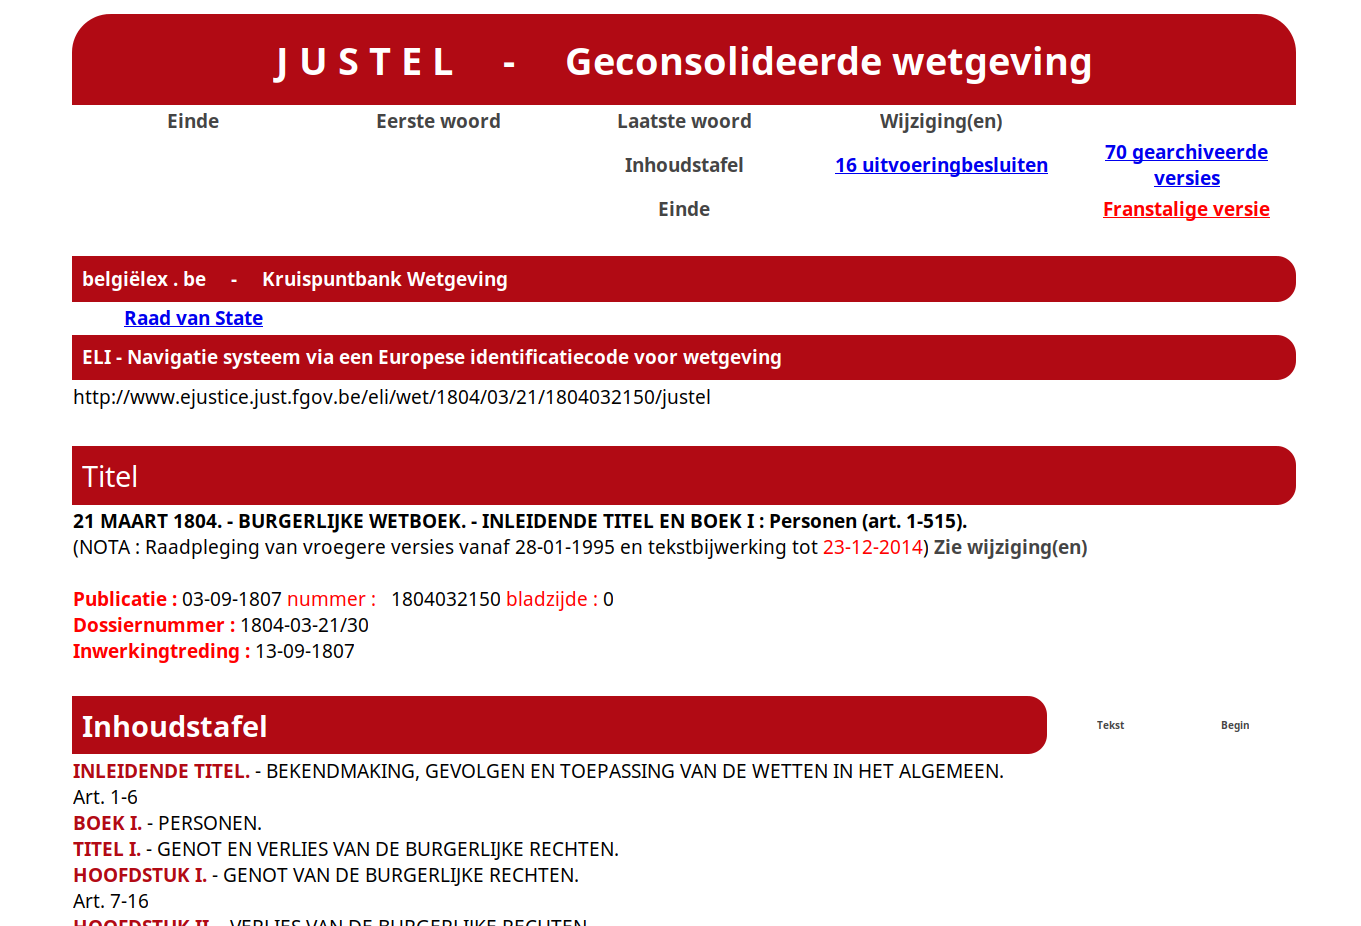 J U S T E L - Geconsolideerde wetgeving
Einde Eerste woord Laatste woord Wijziging(en)
Inhoudstafel 16 uitvoeringbesluiten 70 gearchiveerde versies
Einde Franstalige versie
belgiëlex . be - Kruispuntbank Wetgeving
Raad van State
ELI - Navigatie systeem via een Europese identificatiecode voor wetgeving
http://www.ejustice.just.fgov.be/eli/wet/1804/03/21/1804032150/justel
Titel
21 MAART 1804. - BURGERLIJKE WETBOEK. - INLEIDENDE TITEL EN BOEK I : Personen (art. 1-515).
(NOTA : Raadpleging van vroegere versies vanaf 28-01-1995 en tekstbijwerking tot 23-12-2014) Zie wijziging(en)
Publicatie : 03-09-1807 nummer : 1804032150 bladzijde : 0
Dossiernummer : 1804-03-21/30
Inwerkingtreding : 13-09-1807
Inhoudstafel Tekst Begin
INLEIDENDE TITEL. - BEKENDMAKING, GEVOLGEN EN TOEPASSING VAN DE WETTEN IN HET ALGEMEEN.
Art. 1-6
BOEK I. - PERSONEN.
TITEL I. - GENOT EN VERLIES VAN DE BURGERLIJKE RECHTEN.
HOOFDSTUK I. - GENOT VAN DE BURGERLIJKE RECHTEN.
Art. 7-16
HOOFDSTUK II. - VERLIES VAN DE BURGERLIJKE RECHTEN.